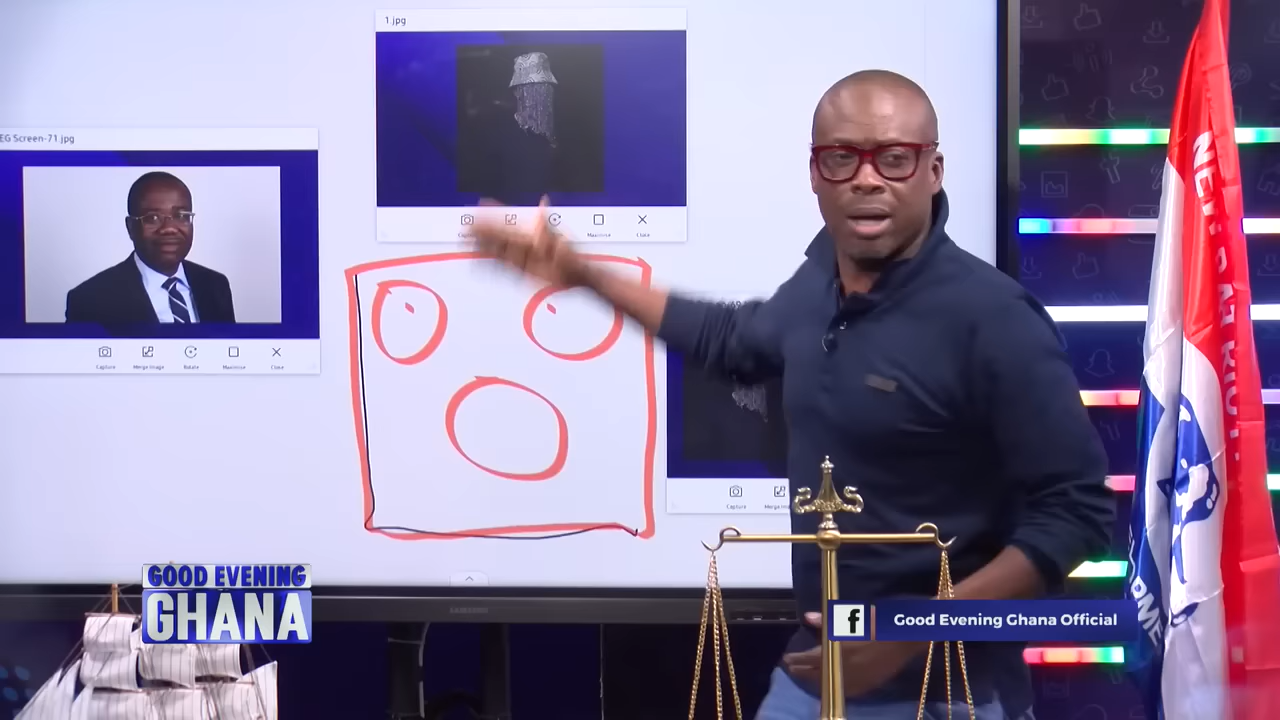 1.jpg
EG Screen-71 jpg
Maximise
Close
Capture
Merge Image
Rotate
Maximise
Close
Capture
SAMSUNG
GOOD EVENING
GHANA
f
Good Evening Ghana Official